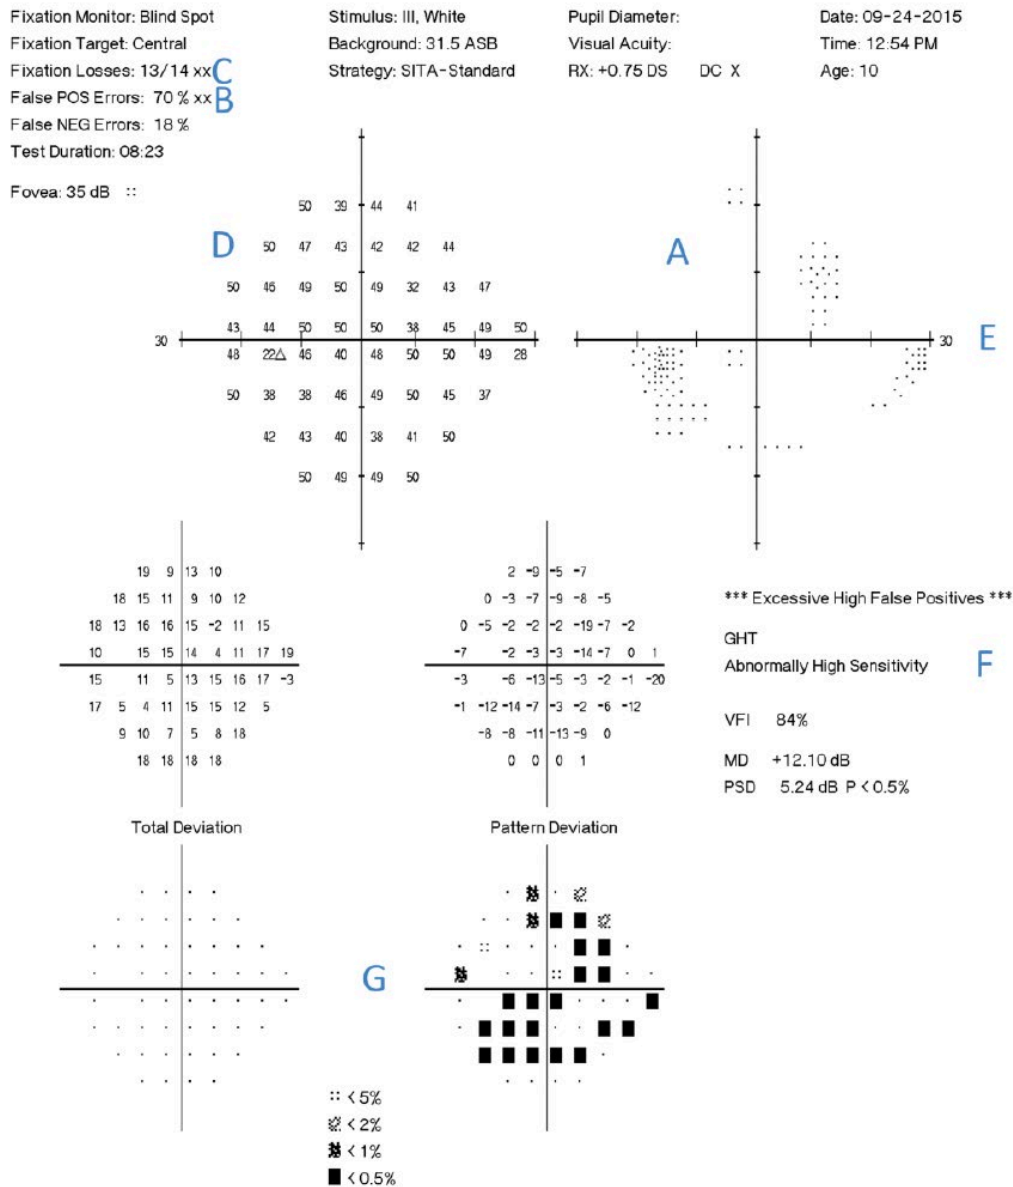 Fixation Monitor: Blind Spot Stimulus: III, White Pupil Diameter: Date: 09-24-2015
Fixation Target: Central Background: 31.5 ASB Visual Acuity: Time: 12:54 PM
Fixation Losses: 13/14 xx C Strategy: SITA-Standard RX: +0.75 DS DC X Age: 10
False POS Errors: 70 % xx B
False NEG Errors: 18 %
Test Duration: 08:23
Fovea: 35 dB ::
50 39 44 41
D 50 47 43 42 42 44 A
50 46 49 50 49 32 43 47
43 44 50 50 50 38 45 49 50
30 30 E
48 22△ 46 40 48 50 50 49 28
50 38 38 46 49 50 45 37
42 43 40 38 41 50
50 49 49 50
19 9 13 10 2 -9 -5 -7
18 15 11 9 10 12 0 -3 -7 -9 -8 -5 *** Excessive High False Positives ***
18 13 16 16 15 -2 11 15 0 -5 -2 -2 -2 -19 -7 -2 GHT
10 15 15 14 4 11 17 19 -7 -2 -3 -3 -14 -7 0 1 Abnormally High Sensitivity F
15 11 5 13 15 16 17 -3 -3 -6 -13 -5 -3 -2 -1 -20
17 5 4 11 15 15 12 5 -1 -12 -14 -7 -3 -2 -6 -12 VFI 84%
9 10 7 5 8 18 -8 -8 -11 -13 -9 0
18 18 18 18 0 0 0 1 MD +12.10 dB
PSD 5.24 dB P < 0.5%
Total Deviation Pattern Deviation
G
:: < 5%
< 2%
< 1%
■ < 0.5%